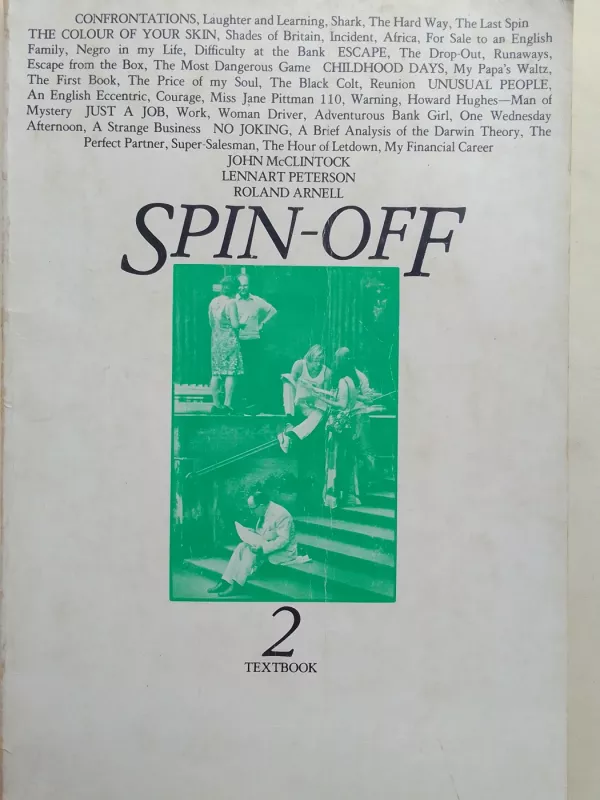 CONFRONTATIONS, Laughter and Learning, Shark, The Hard Way, The Last Spin
THE COLOUR OF YOUR SKIN, Shades of Britain, Incident, Africa, For Sale to an English
Family, Negro in my Life, Difficulty at the Bank ESCAPE, The Drop-Out, Runaways,
Escape from the Box, The Most Dangerous Game CHILDHOOD DAYS, My Papa's Waltz,
The First Book, The Price of my Soul, The Black Colt, Reunion UNUSUAL PEOPLE,
An English Eccentric, Courage, Miss Jane Pittman 110, Warning, Howard Hughes—Man of
Mystery JUST A JOB, Work, Woman Driver, Adventurous Bank Girl, One Wednesday
Afternoon, A Strange Business NO JOKING, A Brief Analysis of the Darwin Theory, The
Perfect Partner, Super-Salesman, The Hour of Letdown, My Financial Career
JOHN McCLINTOCK
LENNART PETERSON
ROLAND ARNELL
SPIN-OFF
2
TEXTBOOK